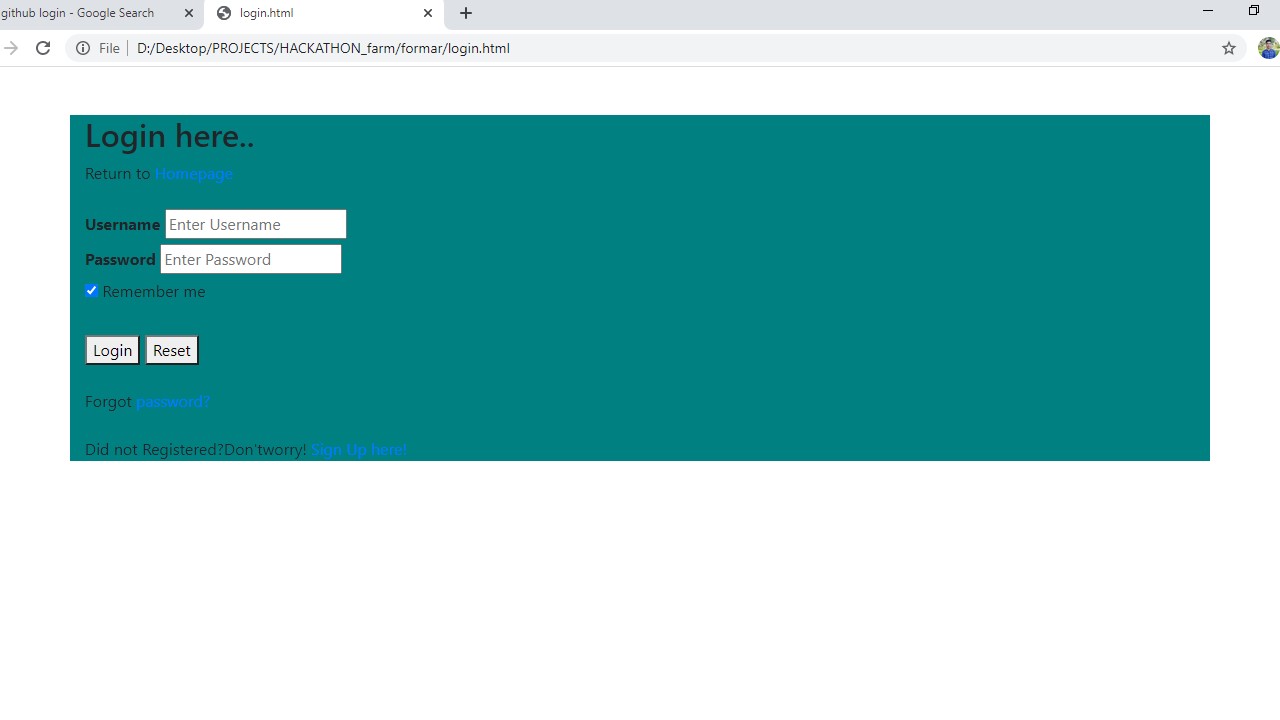 github login - Google Search
login.html
File
D:/Desktop/PROJECTS/HACKATHON_farm/formar/login.html
Login here..
Return to Homepage
Username Enter Username
Password Enter Password
Remember me
Login Reset
Forgot password?
Did not Registered?Don'tworry! Sign Up here!